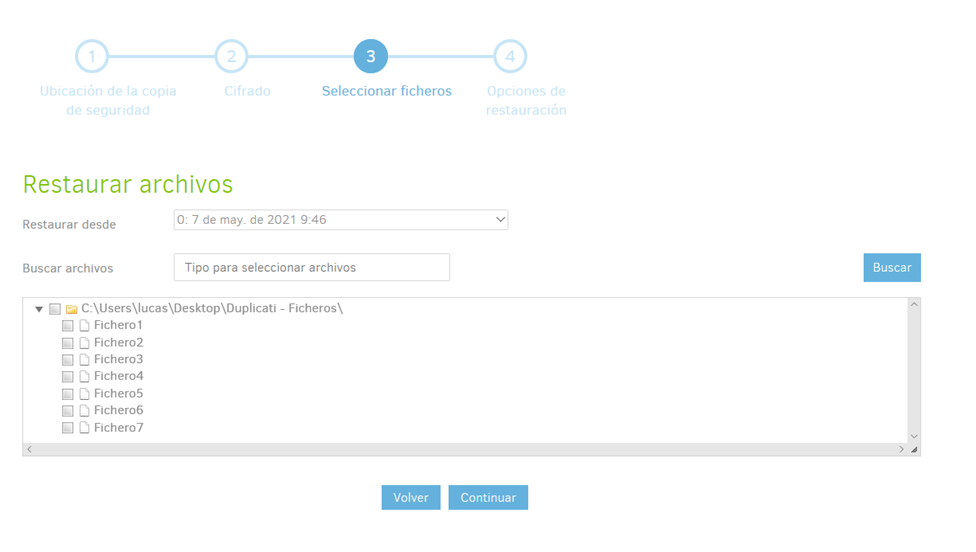 1 2 3 4
Ubicación de la copia de seguridad
Cifrado
Seleccionar ficheros
Opciones de restauración
Restaurar archivos
Restaurar desde 0: 7 de may. de 2021 9:46
Buscar archivos Tipo para seleccionar archivos Buscar
C:\Users\lucas\Desktop\Duplicati - Ficheros\
Fichero1
Fichero2
Fichero3
Fichero4
Fichero5
Fichero6
Fichero7
Volver Continuar